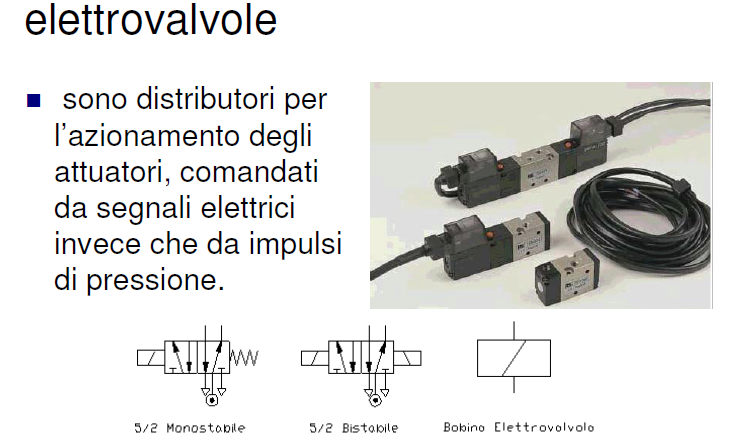 elettrovalvole
sono distributori per
l'azionamento degli
attuatori, comandati
da segnali elettrici
invece che da impulsi
di pressione.
5/2 Monostabile
5/2 Bistabile
Bobina Elettrovalvola